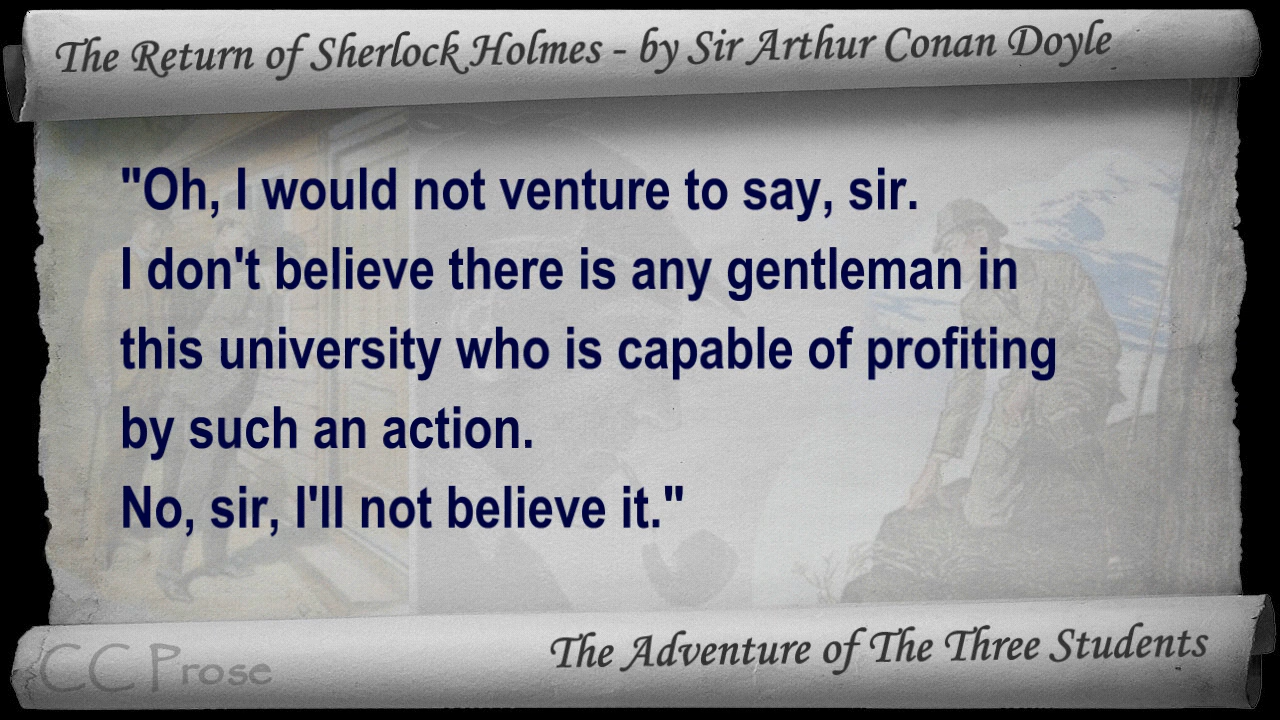 The Return of Sherlock Holmes - by Sir Arthur Conan Doyle
"Oh, I would not venture to say, sir.
I don't believe there is any gentleman in
this university who is capable of profiting
by such an action.
No, sir, I'll not believe it."
The Adventure of The Three Students
CC Prose